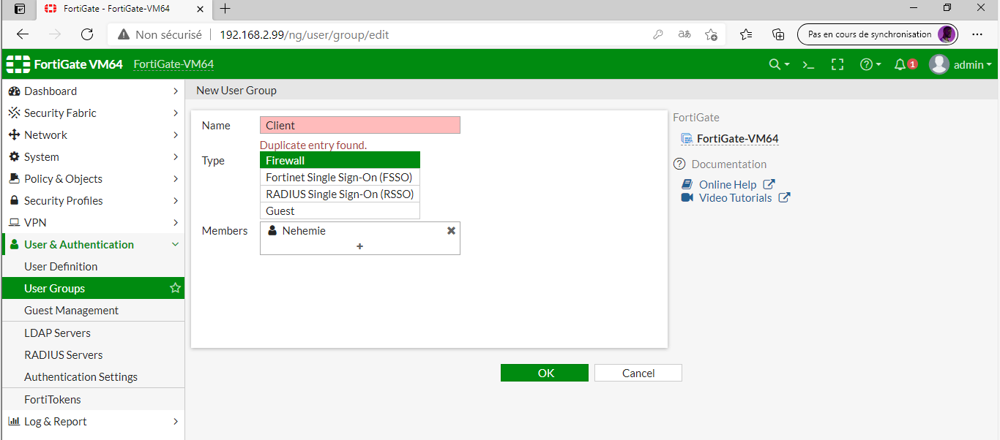 FortiGate - FortiGate-VM64
Non sécurisé
192.168.2.99/ng/user/group/edit
aあ
Pas en cours de synchronisation
FortiGate VM64
FortiGate-VM64
1
admin
Dashboard
Security Fabric
Network
System
Policy & Objects
Security Profiles
VPN
User & Authentication
User Definition
User Groups
Guest Management
LDAP Servers
RADIUS Servers
Authentication Settings
FortiTokens
Log & Report
New User Group
Name
Client
Duplicate entry found.
Type
Firewall
Fortinet Single Sign-On (FSSO)
RADIUS Single Sign-On (RSSO)
Guest
Members
Nehemie
+
OK
Cancel
FortiGate
FortiGate-VM64
Documentation
Online Help
Video Tutorials